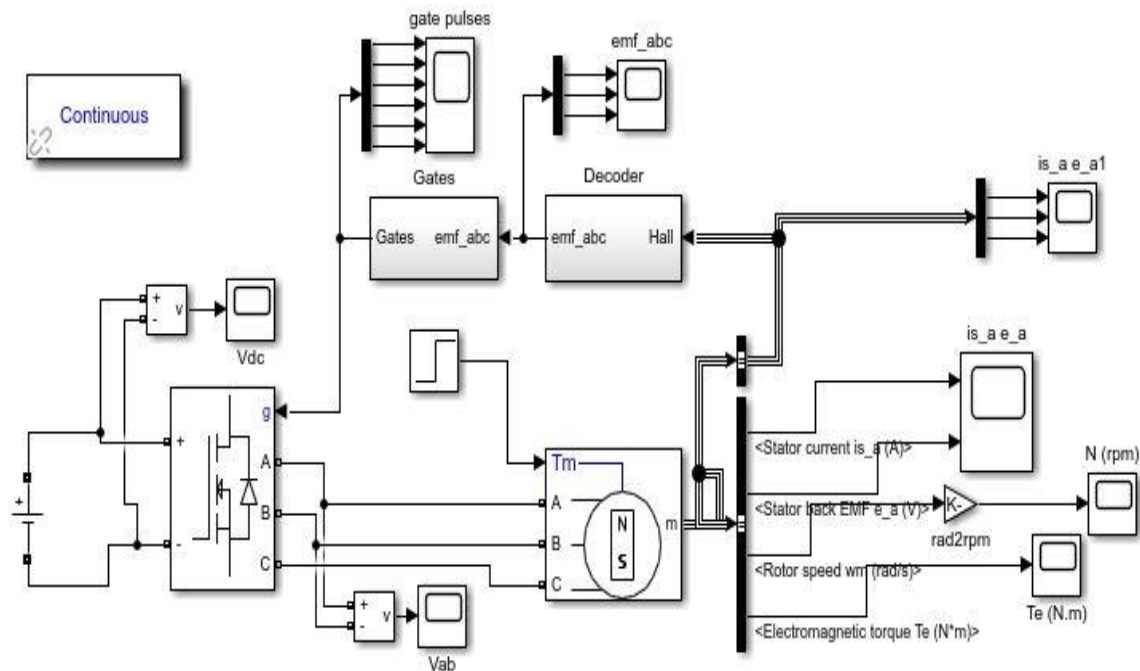 gate pulses
emf_abc
Continuous
is_a e_a1
Gates
Decoder
Gates
emf_abc
emf_abc
Hall
+
-
v
Vdc
is_a e_a
g
+
-
A
B
C
+
Tm
A
B
C
N
S
m
<Stator current is_a (A)>
N (rpm)
<Stator back EMF e_a (V)>
K-
rad2rpm
<Rotor speed wm (rad/s)>
Te (N.m)
<Electromagnetic torque Te (N*m)>
+
-
v
Vab